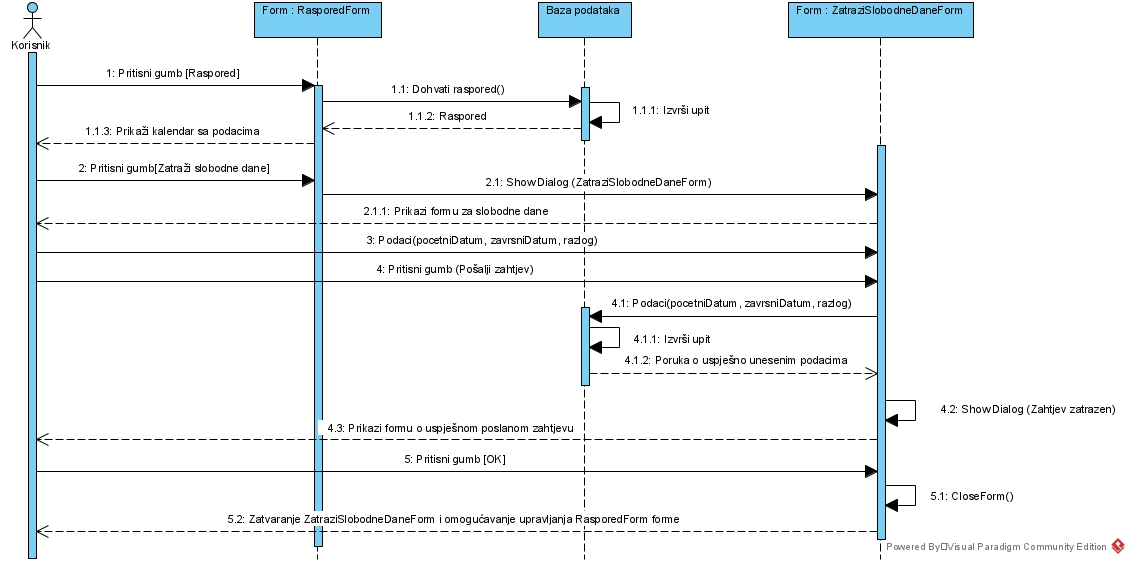 Form : RasporedForm
Baza podataka
Form : ZatraziSlobodneDaneForm
Korisnik
1: Pritisni gumb [Raspored]
1.1: Dohvati raspored()
1.1.1: Izvrši upit
1.1.2: Raspored
1.1.3: Prikaži kalendar sa podacima
2: Pritisni gumb[Zatraži slobodne dane]
2.1: ShowDialog (ZatraziSlobodneDaneForm)
2.1.1: Prikazi formu za slobodne dane
3: Podaci(pocetniDatum, zavrsniDatum, razlog)
4: Pritisni gumb (Pošalji zahtjev)
4.1: Podaci(pocetniDatum, zavrsniDatum, razlog)
4.1.1: Izvrši upit
4.1.2: Poruka o uspješno unesenim podacima
4.2: ShowDialog (Zahtjev zatrazen)
4.3: Prikazi formu o uspješnom poslanom zahtjevu
5: Pritisni gumb [OK]
5.1: CloseForm()
5.2: Zatvaranje ZatraziSlobodneDaneForm i omogućavanje upravljanja RasporedForm forme
Powered By□Visual Paradigm Community Edition